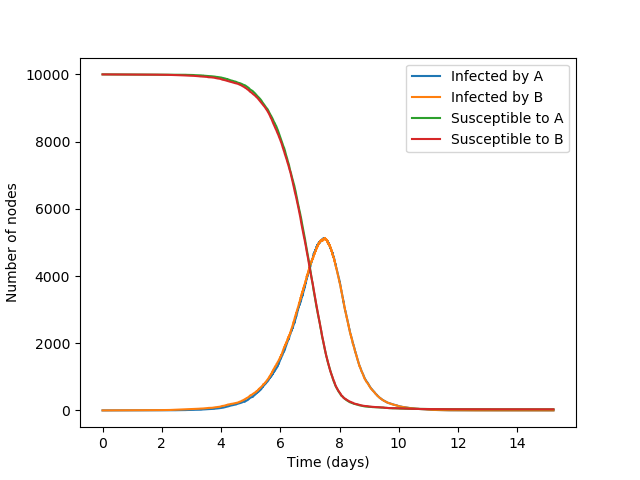 Infected by A
Infected by B
Susceptible to A
Susceptible to B
10000
8000
6000
4000
2000
0
Number of nodes
0 2 4 6 8 10 12 14
Time (days)